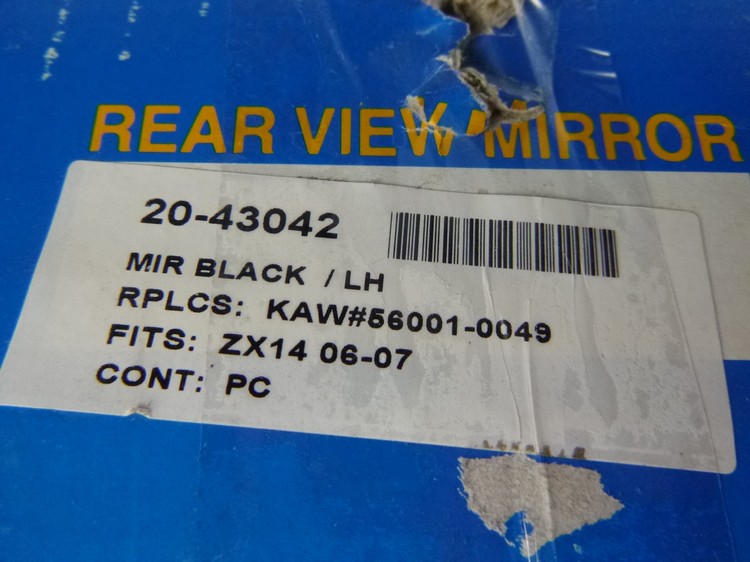 REAR VIEW MIRROR
20-43042
MIR BLACK / LH
RPLCS: KAW#56001-0049
FITS: ZX14 06-07
CONT: PC